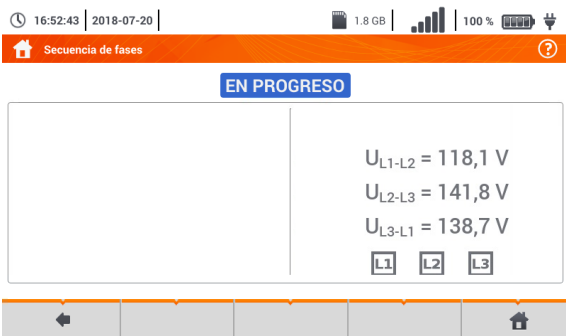 16:52:43 2018-07-20 1.8 GB 100 %
Secuencia de fases ?
EN PROGRESO
UL1-L2 = 118,1 V
UL2-L3 = 141,8 V
UL3-L1 = 138,7 V
L1 L2 L3